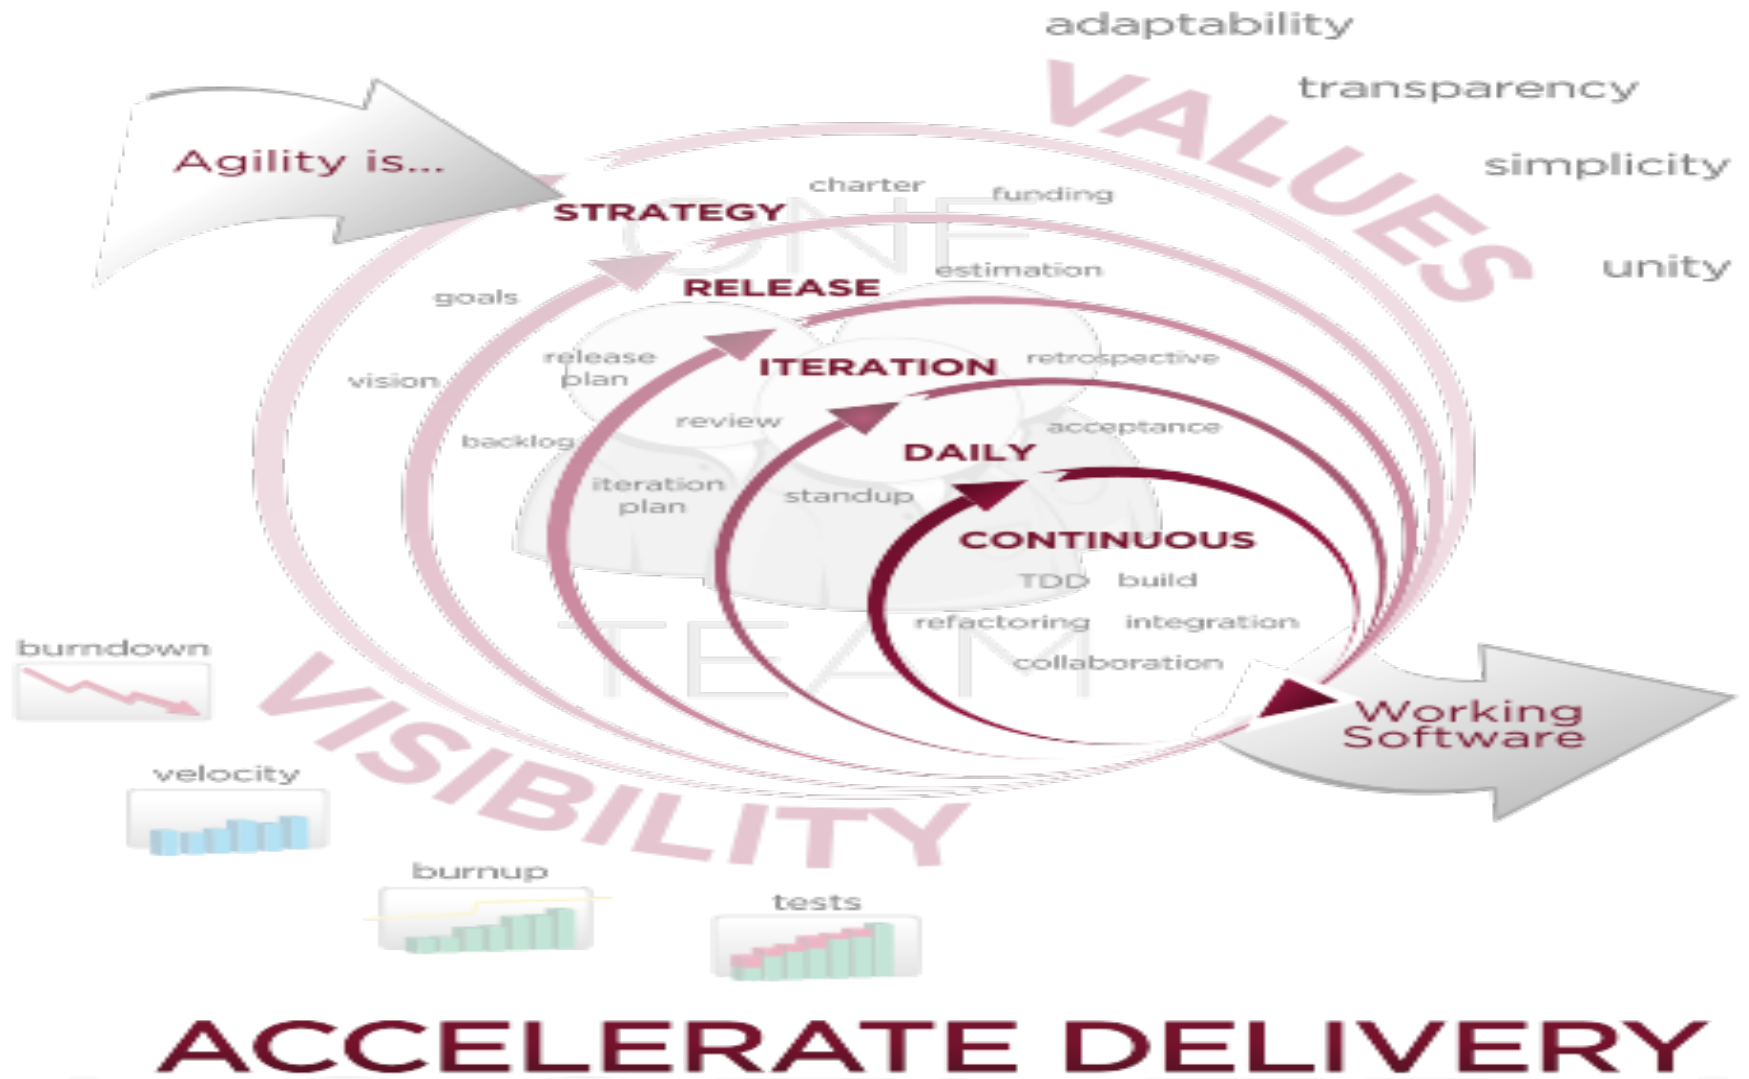 adaptability
VALUES
transparency
simplicity
unity
Agility is...
STRATEGY
charter
funding
goals
vision
ONE
RELEASE
estimation
release
plan
backlog
ITERATION
retrospective
review
iteration
plan
DAILY
acceptance
standup
CONTINUOUS
TDD build
refactoring integration
collaboration
TEAM
Working
Software
VISIBILITY
burndown
velocity
burnup
tests
ACCELERATE DELIVERY